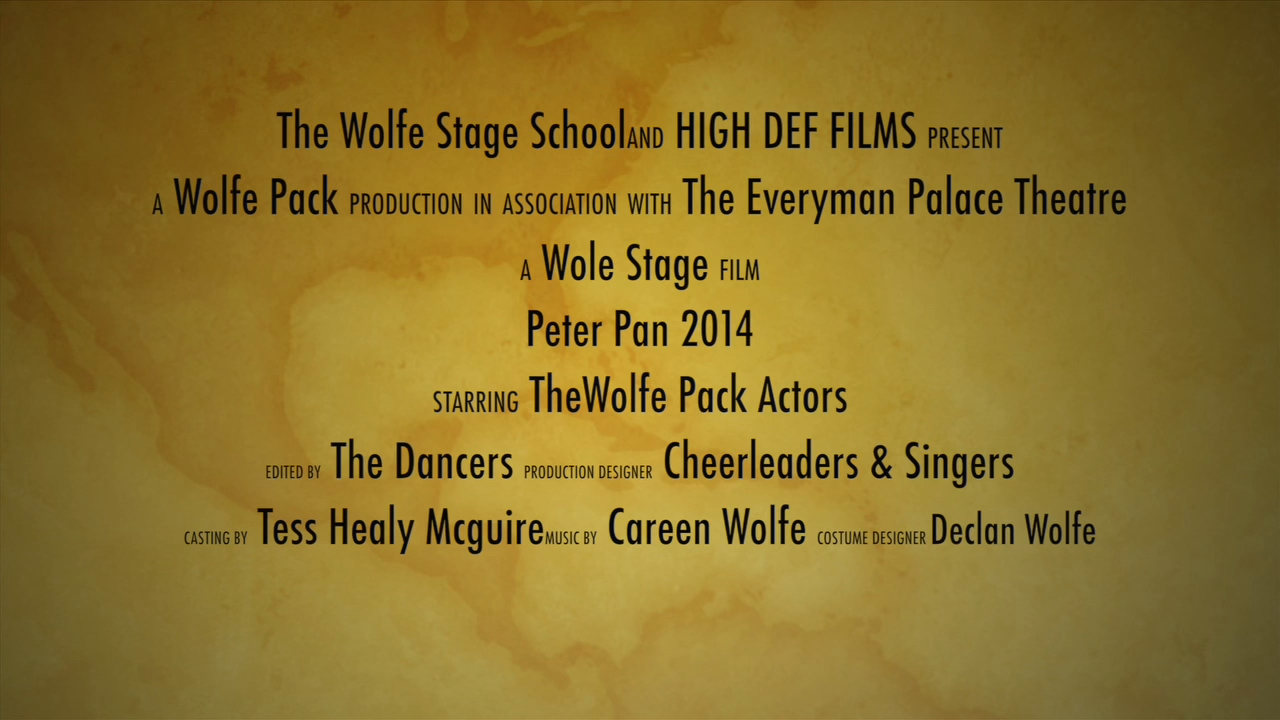 The Wolfe Stage SchoolAND HIGH DEF FILMS PRESENT
A Wolfe Pack PRODUCTION IN ASSOCIATION WITH The Everyman Palace Theatre
A Wole Stage FILM
Peter Pan 2014
STARRING TheWolfe Pack Actors
EDITED BY The Dancers PRODUCTION DESIGNER Cheerleaders & Singers
CASTING BY Tess Healy McguireMUSIC BY Careen Wolfe COSTUME DESIGNER Declan Wolfe